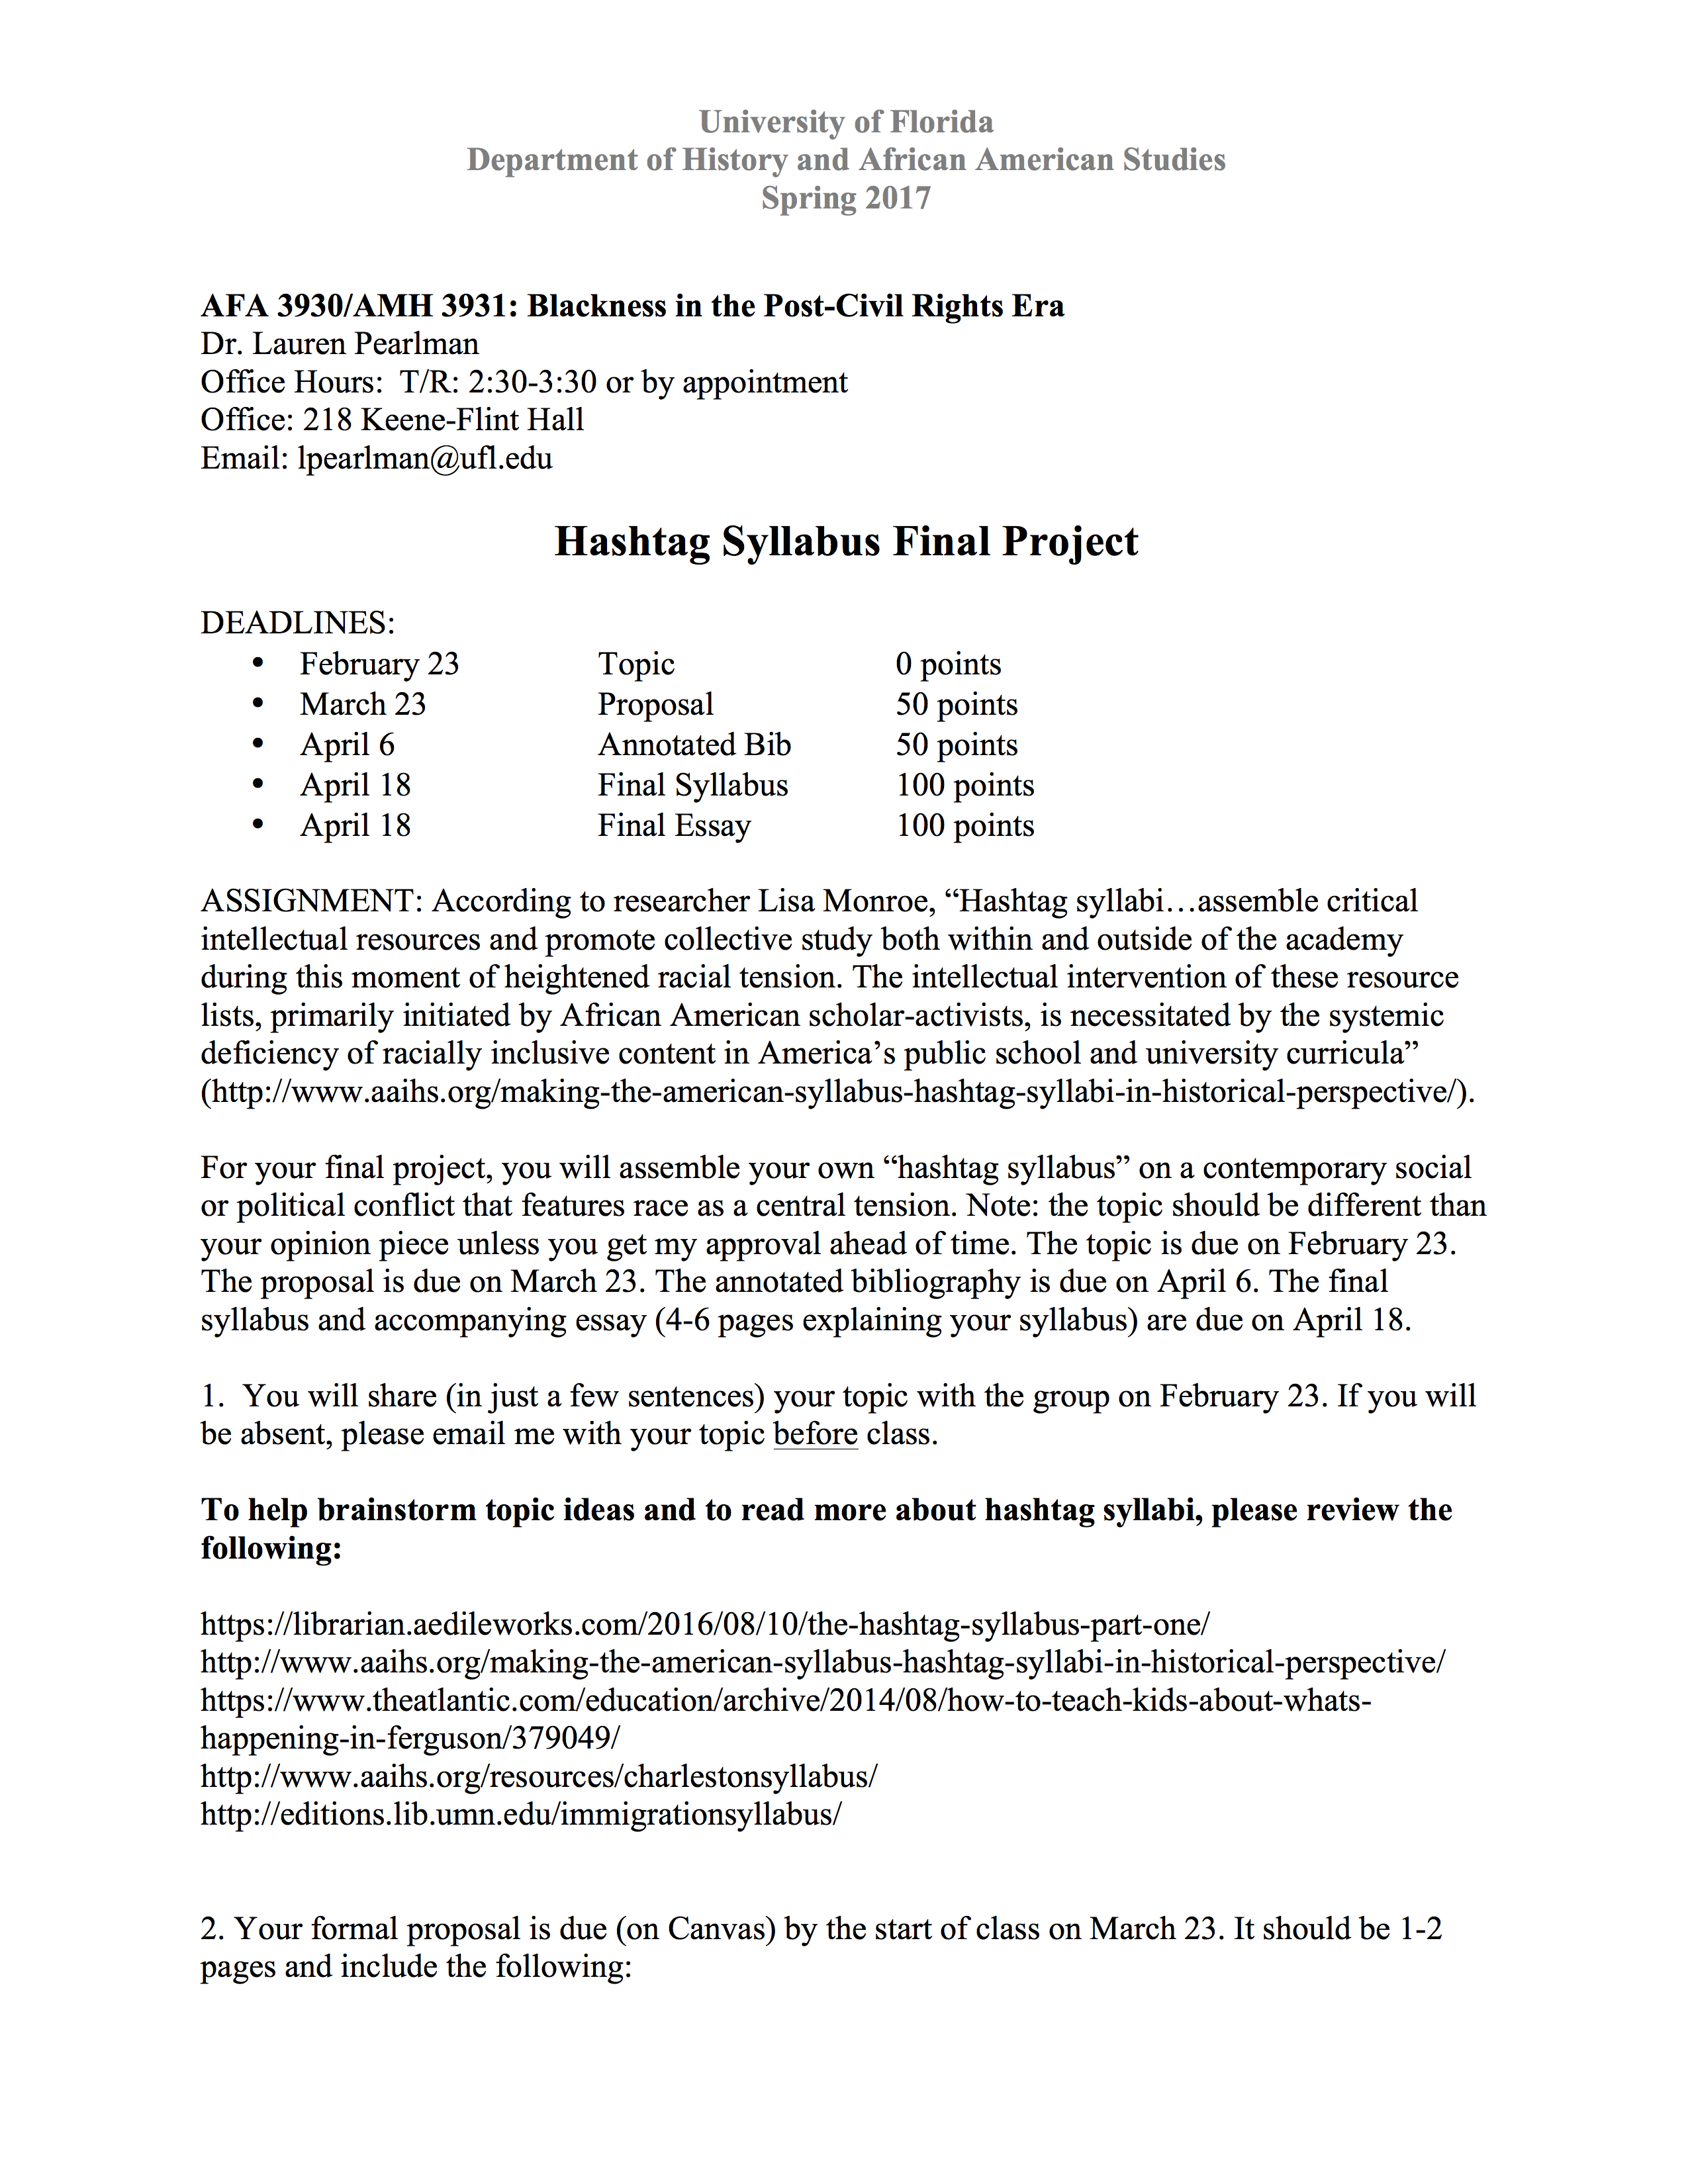 University of Florida
Department of History and African American Studies
Spring 2017
AFA 3930/AMH 3931: Blackness in the Post-Civil Rights Era
Dr. Lauren Pearlman
Office Hours:  T/R: 2:30-3:30 or by appointment
Office: 218 Keene-Flint Hall
Email: lpearlman@ufl.edu
Hashtag Syllabus Final Project
DEADLINES:
• February 23 Topic 0 points
• March 23 Proposal 50 points
• April 6 Annotated Bib 50 points
• April 18 Final Syllabus 100 points
• April 18 Final Essay 100 points
ASSIGNMENT: According to researcher Lisa Monroe, “Hashtag syllabi…assemble critical
intellectual resources and promote collective study both within and outside of the academy
during this moment of heightened racial tension. The intellectual intervention of these resource
lists, primarily initiated by African American scholar-activists, is necessitated by the systemic
deficiency of racially inclusive content in America’s public school and university curricula”
(http://www.aaihs.org/making-the-american-syllabus-hashtag-syllabi-in-historical-perspective/).
For your final project, you will assemble your own “hashtag syllabus” on a contemporary social
or political conflict that features race as a central tension. Note: the topic should be different than
your opinion piece unless you get my approval ahead of time. The topic is due on February 23.
The proposal is due on March 23. The annotated bibliography is due on April 6. The final
syllabus and accompanying essay (4-6 pages explaining your syllabus) are due on April 18.
1.  You will share (in just a few sentences) your topic with the group on February 23. If you will
be absent, please email me with your topic before class.
To help brainstorm topic ideas and to read more about hashtag syllabi, please review the
following:
https://librarian.aedileworks.com/2016/08/10/the-hashtag-syllabus-part-one/
http://www.aaihs.org/making-the-american-syllabus-hashtag-syllabi-in-historical-perspective/
https://www.theatlantic.com/education/archive/2014/08/how-to-teach-kids-about-whats-
happening-in-ferguson/379049/
http://www.aaihs.org/resources/charlestonsyllabus/
http://editions.lib.umn.edu/immigrationsyllabus/
2. Your formal proposal is due (on Canvas) by the start of class on March 23. It should be 1-2
pages and include the following: